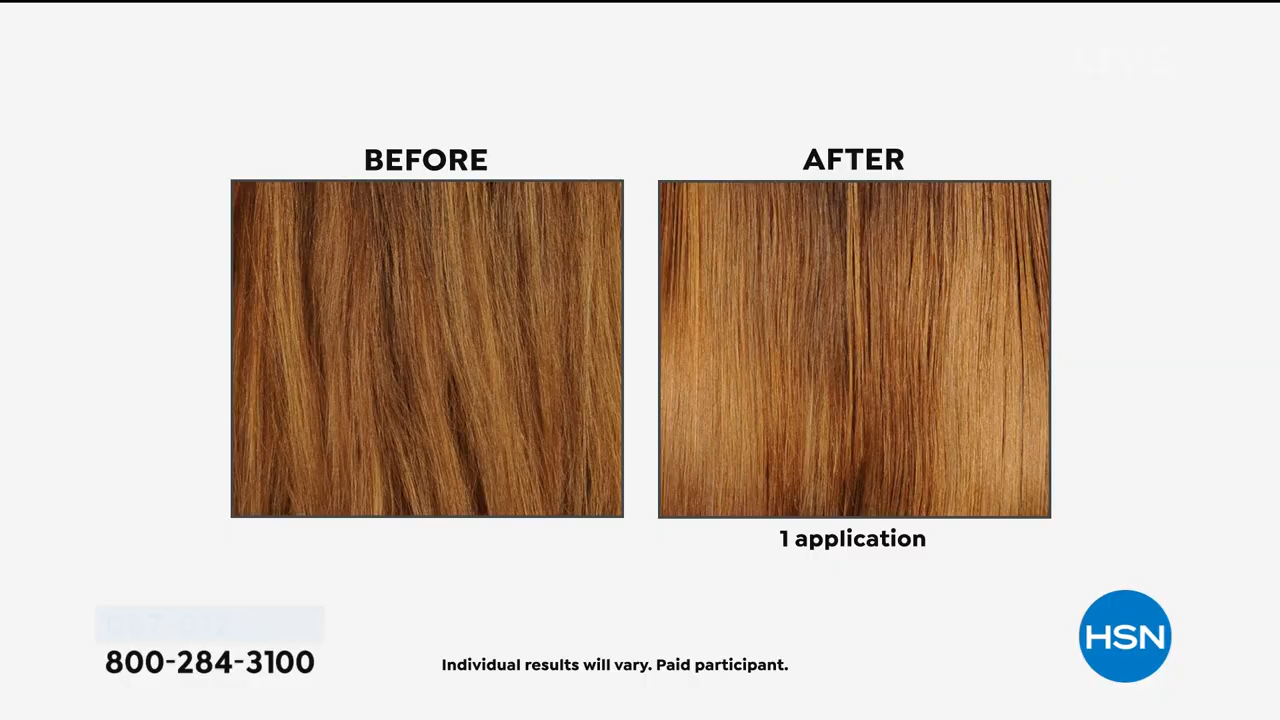 BEFORE
AFTER
1 application
800-284-3100
Individual results will vary. Paid participant.
HSN